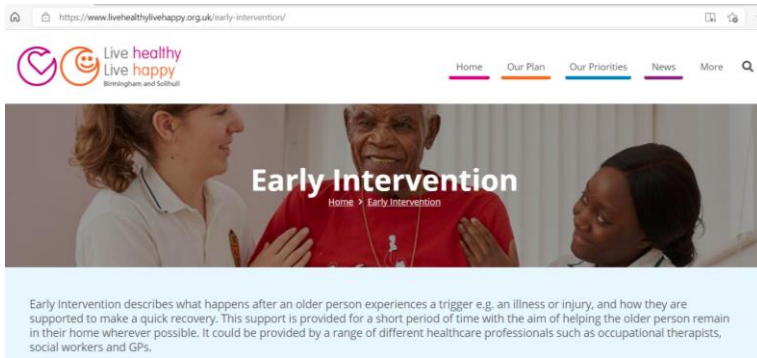 https://www.livehealthylivehappy.org.uk/early-intervention/
Live healthy
Live happy
Birmingham and Solihull
Home Our Plan Our Priorities News More
Early Intervention
Home > Early Intervention
Early Intervention describes what happens after an older person experiences a trigger e.g. an illness or injury, and how they are
supported to make a quick recovery. This support is provided for a short period of time with the aim of helping the older person remain
in their home wherever possible. It could be provided by a range of different healthcare professionals such as occupational therapists,
social workers and GPs.